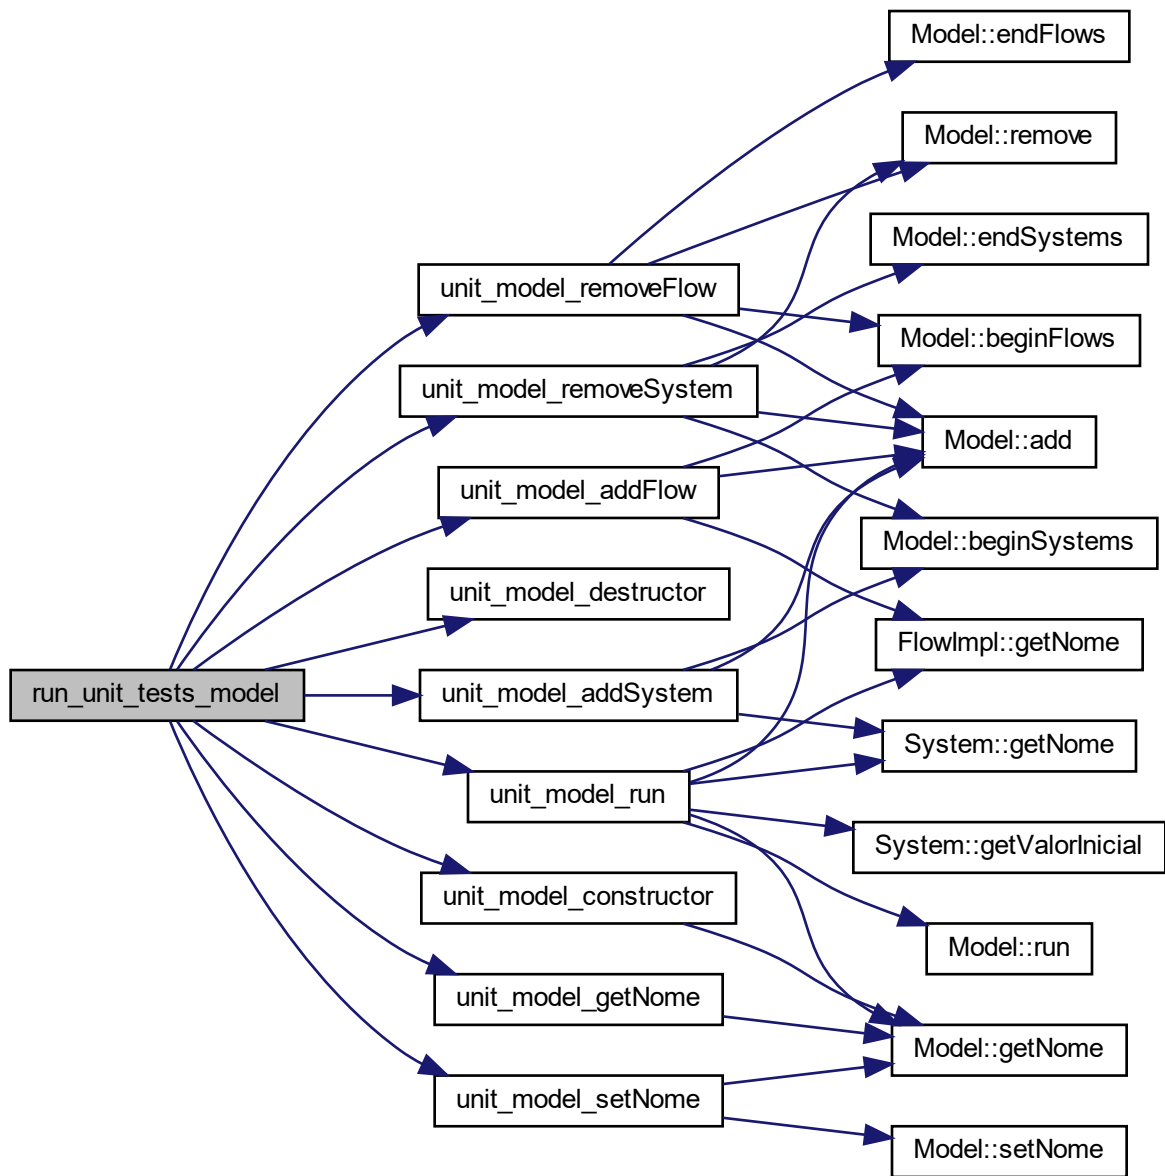 Model::endFlows
Model::remove
Model::endSystems
unit_model_removeFlow
Model::beginFlows
unit_model_removeSystem
Model::add
unit_model_addFlow
Model::beginSystems
unit_model_destructor
FlowImpl::getNome
run_unit_tests_model
unit_model_addSystem
System::getNome
unit_model_run
System::getValorInicial
unit_model_constructor
Model::run
unit_model_getNome
Model::getNome
unit_model_setNome
Model::setNome